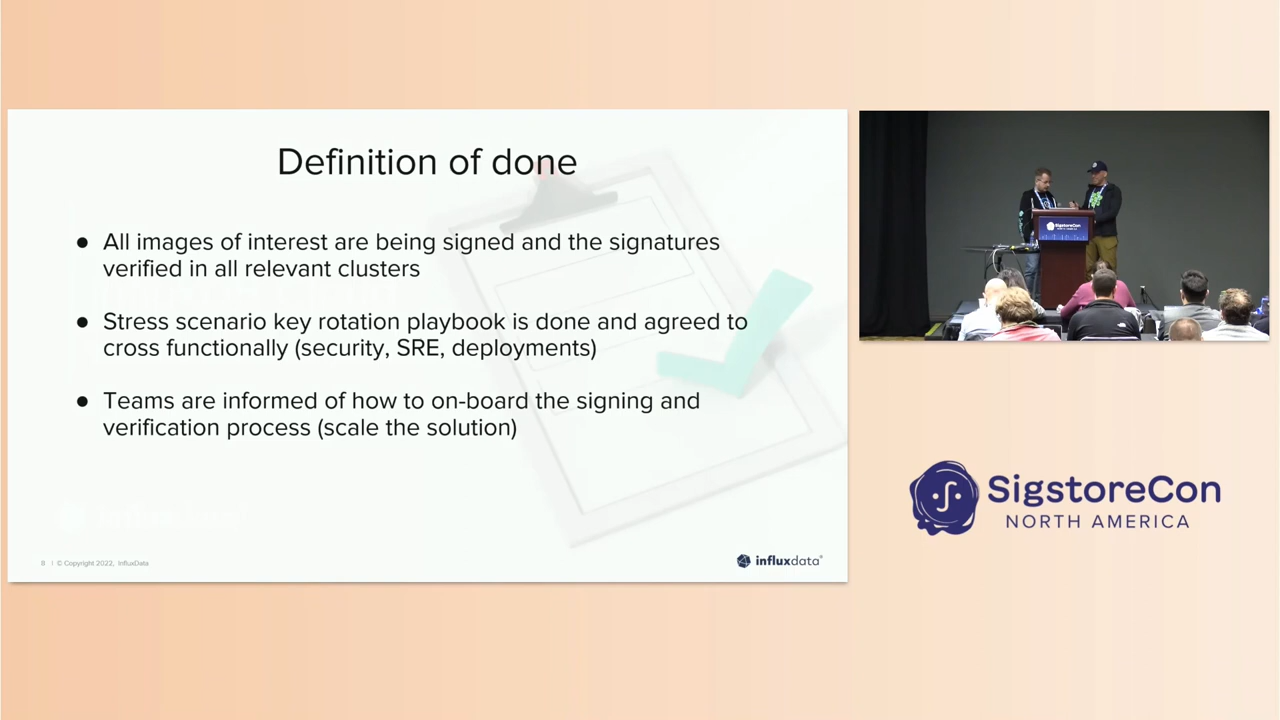 Definition of done
● All images of interest are being signed and the signatures
verified in all relevant clusters
● Stress scenario key rotation playbook is done and agreed to
cross functionally (security, SRE, deployments)
● Teams are informed of how to on-board the signing and
verification process (scale the solution)
8 | © Copyright 2022, InfluxData
influxdata®
SigstoreCon
SigstoreCon
NORTH AMERICA